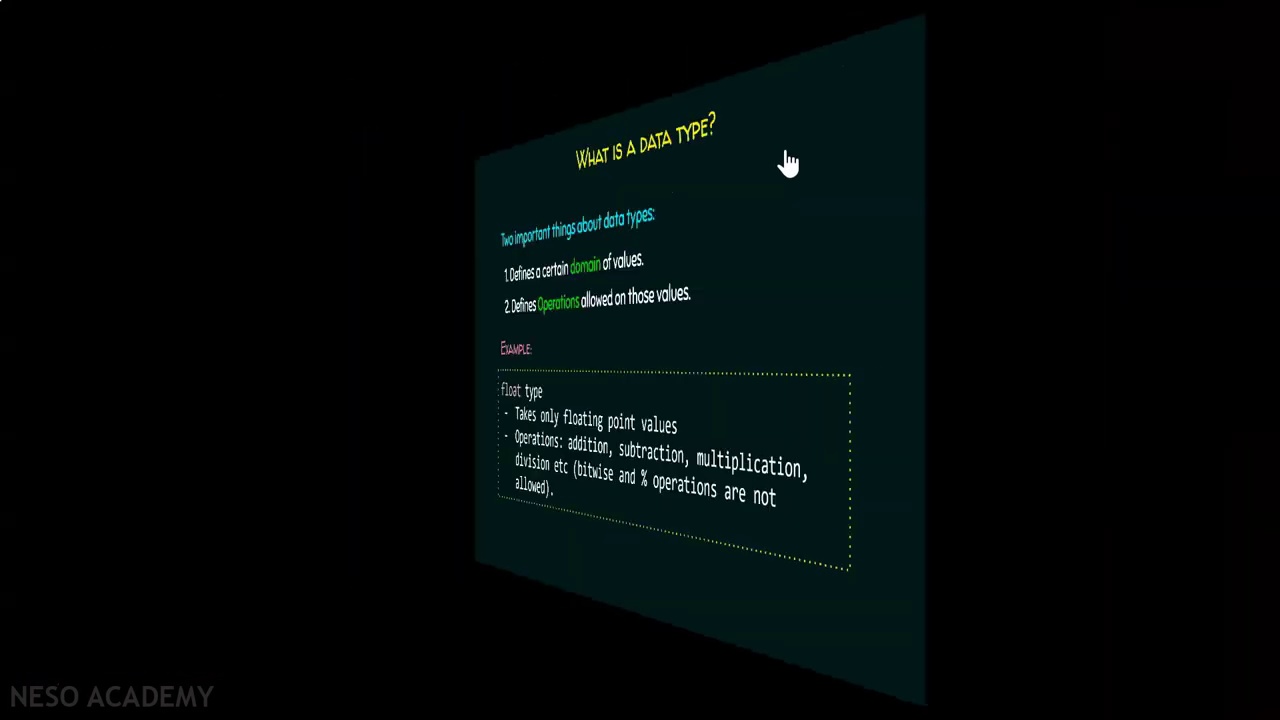 What is a data type?
Two important things about data types:
1. Defines a certain domain of values.
2. Defines Operations allowed on those values.
Example:
float type
- Takes only floating point values
- Operations: addition, subtraction, multiplication,
division etc (bitwise and % operations are not
allowed).
NESO ACADEMY